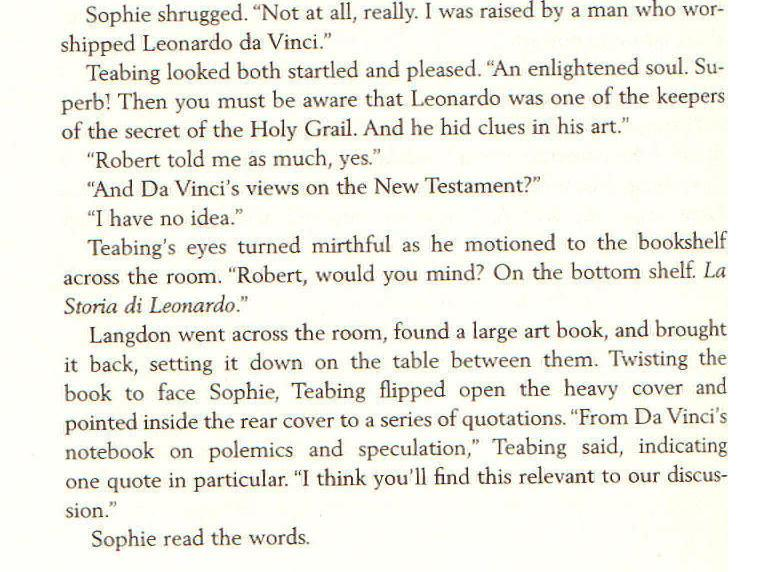 Sophie shrugged. “Not at all, really. I was raised by a man who wor-
shipped Leonardo da Vinci.”
Teabing looked both startled and pleased. “An enlightened soul. Su-
perb! Then you must be aware that Leonardo was one of the keepers
of the secret of the Holy Grail. And he hid clues in his art.”
“Robert told me as much, yes.”
“And Da Vinci’s views on the New Testament?”
“I have no idea.”
Teabing’s eyes turned mirthful as he motioned to the bookshelf
across the room. “Robert, would you mind? On the bottom shelf. La
Storia di Leonardo.”
Langdon went across the room, found a large art book, and brought
it back, setting it down on the table between them. Twisting the
book to face Sophie, Teabing flipped open the heavy cover and
pointed inside the rear cover to a series of quotations. “From Da Vinci’s
notebook on polemics and speculation,” Teabing said, indicating
one quote in particular. “I think you’ll find this relevant to our discus-
sion.”
Sophie read the words.